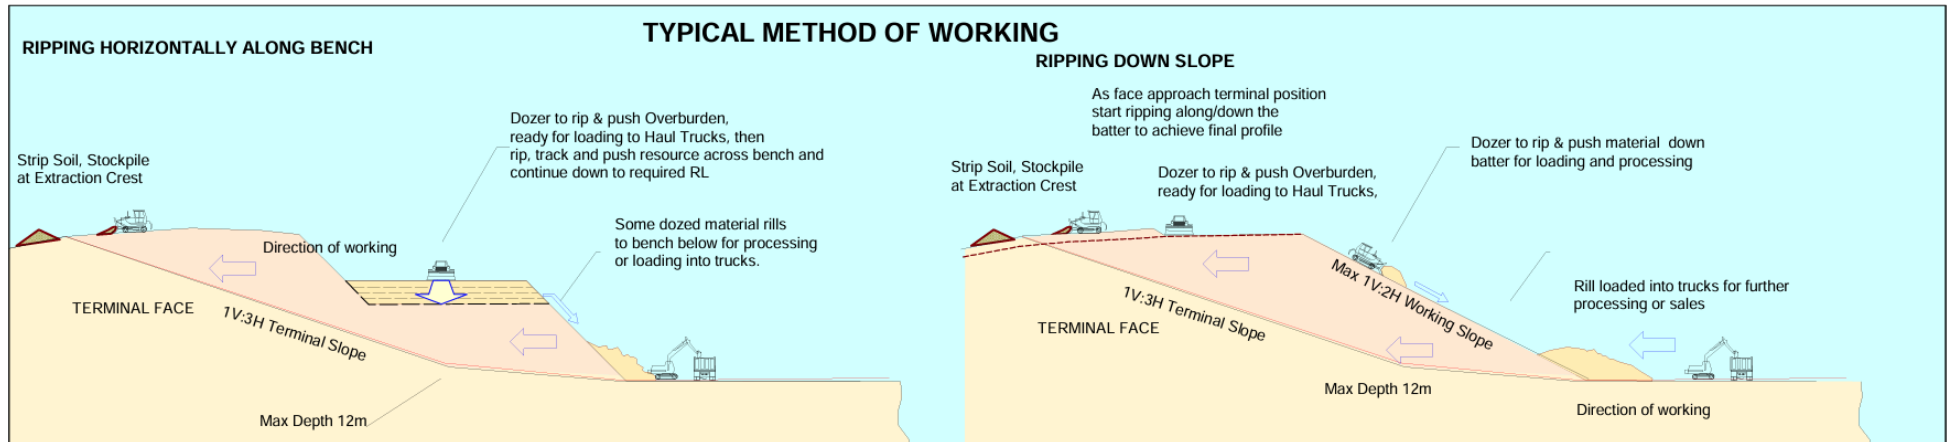 TYPICAL METHOD OF WORKING
RIPPING HORIZONTALLY ALONG BENCH
Dozer to rip & push Overburden,
ready for loading to Haul Trucks, then
rip, track and push resource across bench and
continue down to required RL
Strip Soil, Stockpile
at Extraction Crest
Some dozed material rills
to bench below for processing
or loading into trucks.
Direction of working
TERMINAL FACE
1V:3H Terminal Slope
Max Depth 12m
RIPPING DOWN SLOPE
As face approach terminal position
start ripping along/down the
batter to achieve final profile
Dozer to rip & push material down
batter for loading and processing
Strip Soil, Stockpile
at Extraction Crest
Dozer to rip & push Overburden,
ready for loading to Haul Trucks,
Max 1V:2H Working Slope
Rill loaded into trucks for further
processing or sales
1V:3H Terminal Slope
TERMINAL FACE
Max Depth 12m
Direction of working